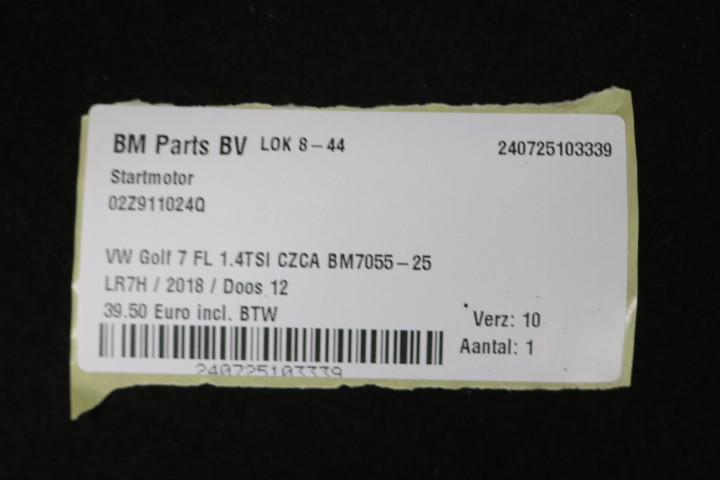 BM Parts BV LOK 8-44 240725103339
Startmotor
02Z911024Q
VW Golf 7 FL 1.4TSI CZCA BM7055-25
LR7H / 2018 / Doos 12
39.50 Euro incl. BTW
Verz: 10
Aantal: 1
240725103339